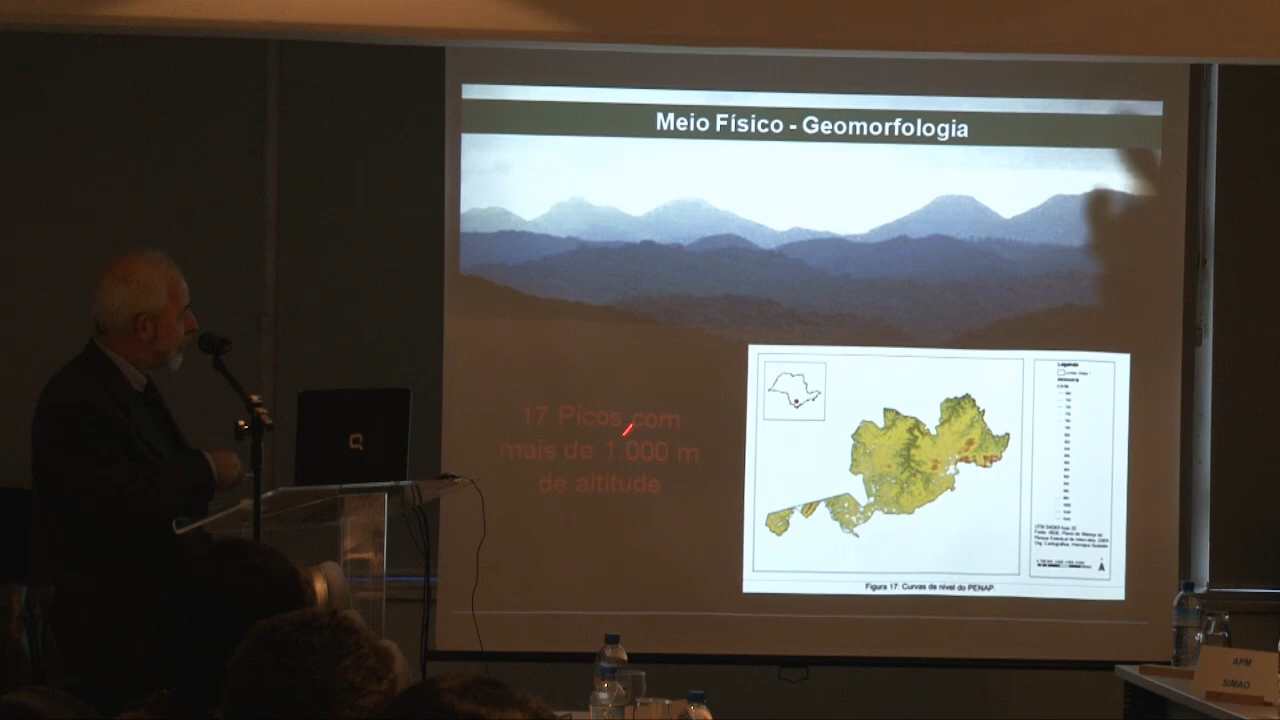 Meio Físico - Geomorfologia
17 Picos com
mais de 1.000 m
de altitude
Legenda
Figura 17: Curvas de nível do PENAP.
APM
SIMAO